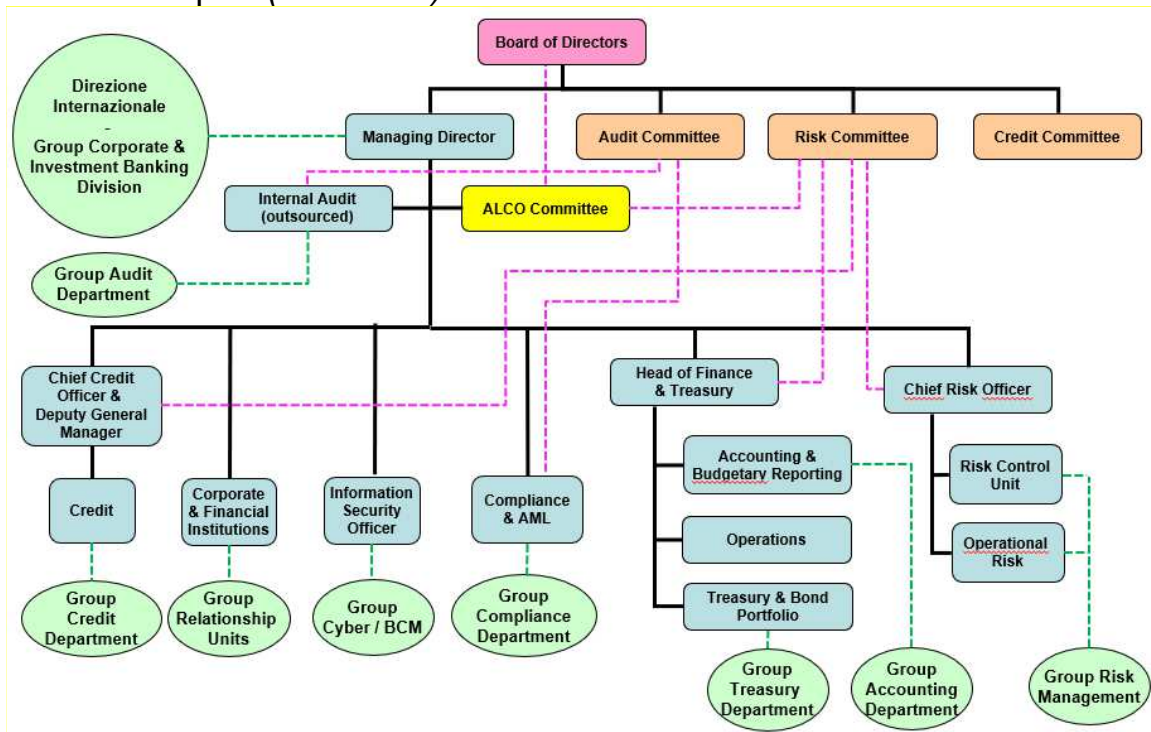 Board of Directors
Direzione
Internazionale
-
Group Corporate &
Investment Banking
Division
Managing Director
Audit Committee
Risk Committee
Credit Committee
Internal Audit
(outsourced)
ALCO Committee
Group Audit
Department
Chief Credit
Officer &
Deputy General
Manager
Head of Finance
& Treasury
Chief Risk Officer
Credit
Corporate
& Financial
Institutions
Information
Security
Officer
Compliance
& AML
Accounting &
Budgetary Reporting
Risk Control
Unit
Operations
Operational
Risk
Treasury & Bond
Portfolio
Group
Credit
Department
Group
Relationship
Units
Group
Cyber / BCM
Group
Compliance
Department
Group
Treasury
Department
Group
Accounting
Department
Group Risk
Management